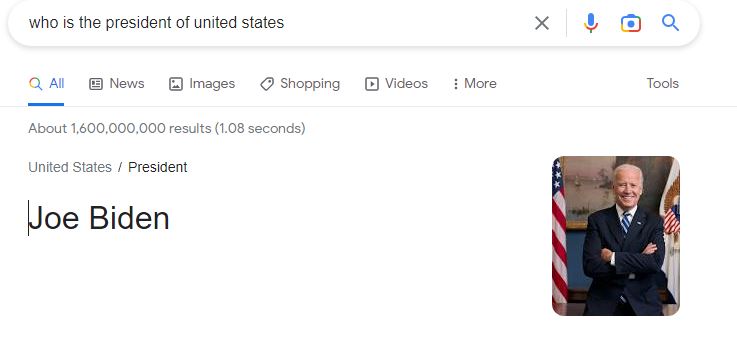 who is the president of united states
All News Images Shopping Videos More Tools
About 1,600,000,000 results (1.08 seconds)
United States / President
Joe Biden